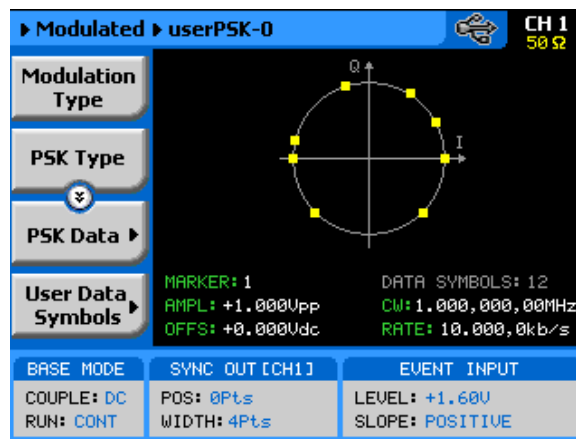 Modulated userPSK-0
CH 1
50 Ω
Modulation
Type
PSK Type
PSK Data
User Data
Symbols
Q
I
MARKER: 1
DATA SYMBOLS: 12
AMPL: +1.000Vpp
CW: 1.000,000,00MHz
OFFS: +0.000Vdc
RATE: 10.000,0kb/s
BASE MODE
COUPLE: DC
RUN: CONT
SYNC OUT [CH1]
POS: 0Pts
WIDTH: 4Pts
EVENT INPUT
LEVEL: +1.60V
SLOPE: POSITIVE